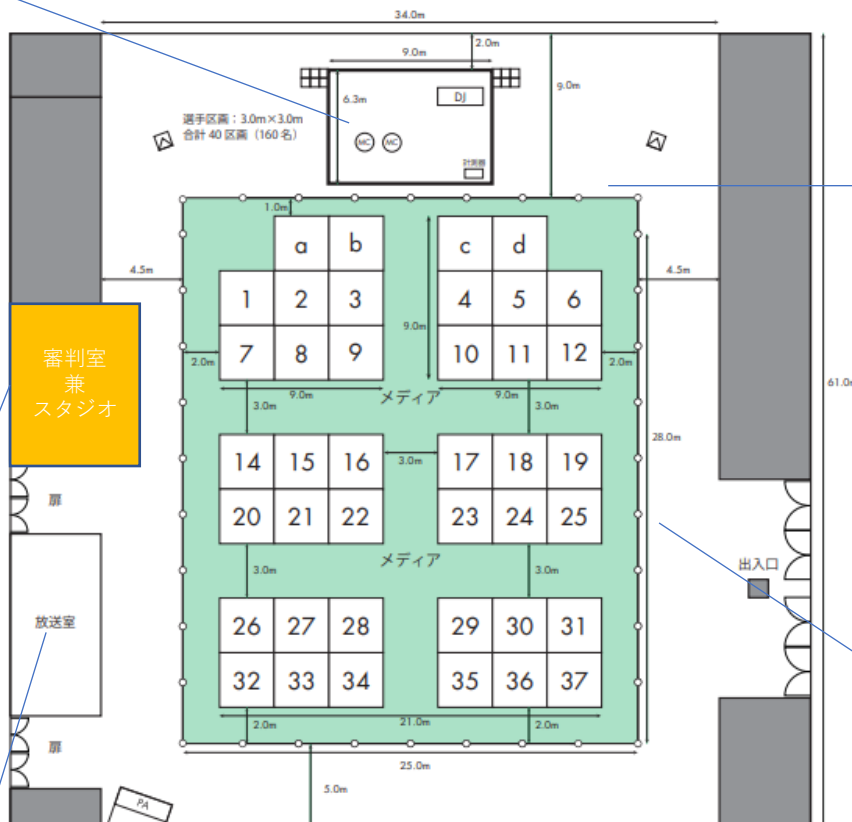 34.0m
2.0m
9.0m
9.0m
6.3m
DJ
選手区画：3.0m×3.0m
合計 40 区画（160 名）
MC MC
計測器
1.0m
a b c d
4.5m 4.5m
1 2 3 4 5 6
9.0m
7 8 9 10 11 12
2.0m 2.0m
審判室
兼
スタジオ
9.0m メディア 9.0m
61.0m
3.0m 3.0m
28.0m
14 15 16 17 18 19
3.0m
扉
20 21 22 23 24 25
メディア
3.0m 3.0m
出入口
放送室
26 27 28 29 30 31
32 33 34 35 36 37
21.0m
2.0m 2.0m
扉
25.0m
5.0m
PA